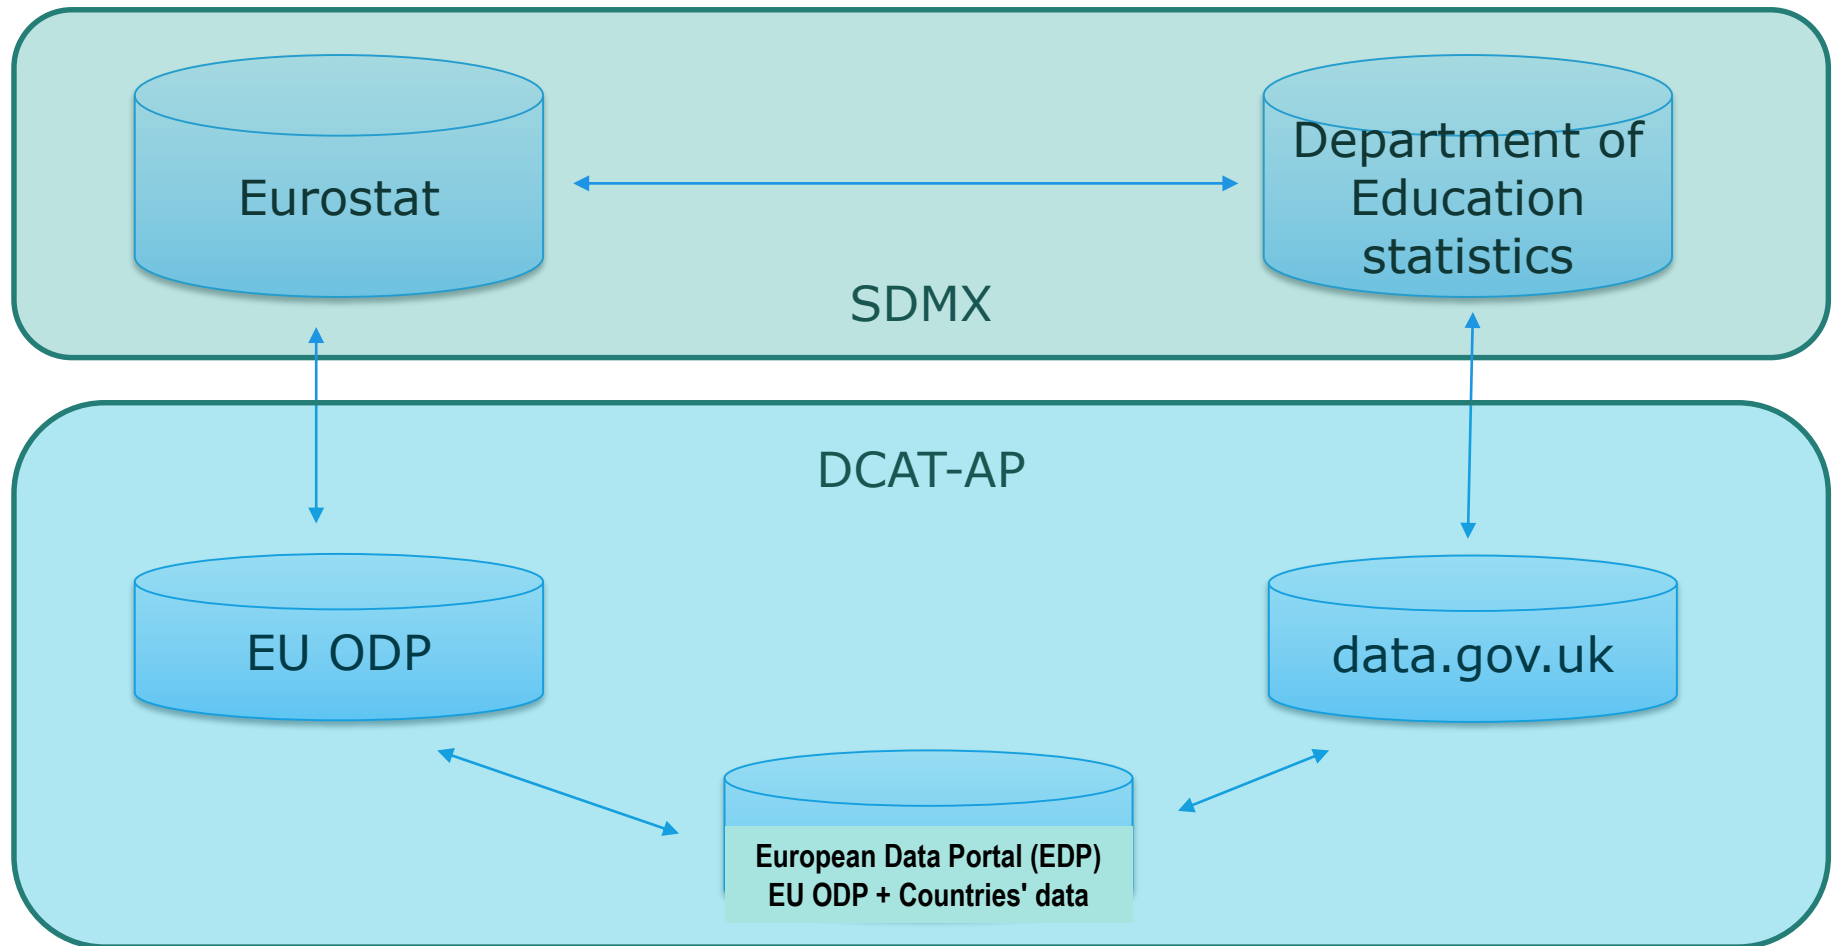 Eurostat
Department of
Education
statistics
SDMX
DCAT-AP
EU ODP
data.gov.uk
European Data Portal (EDP)
EU ODP + Countries' data